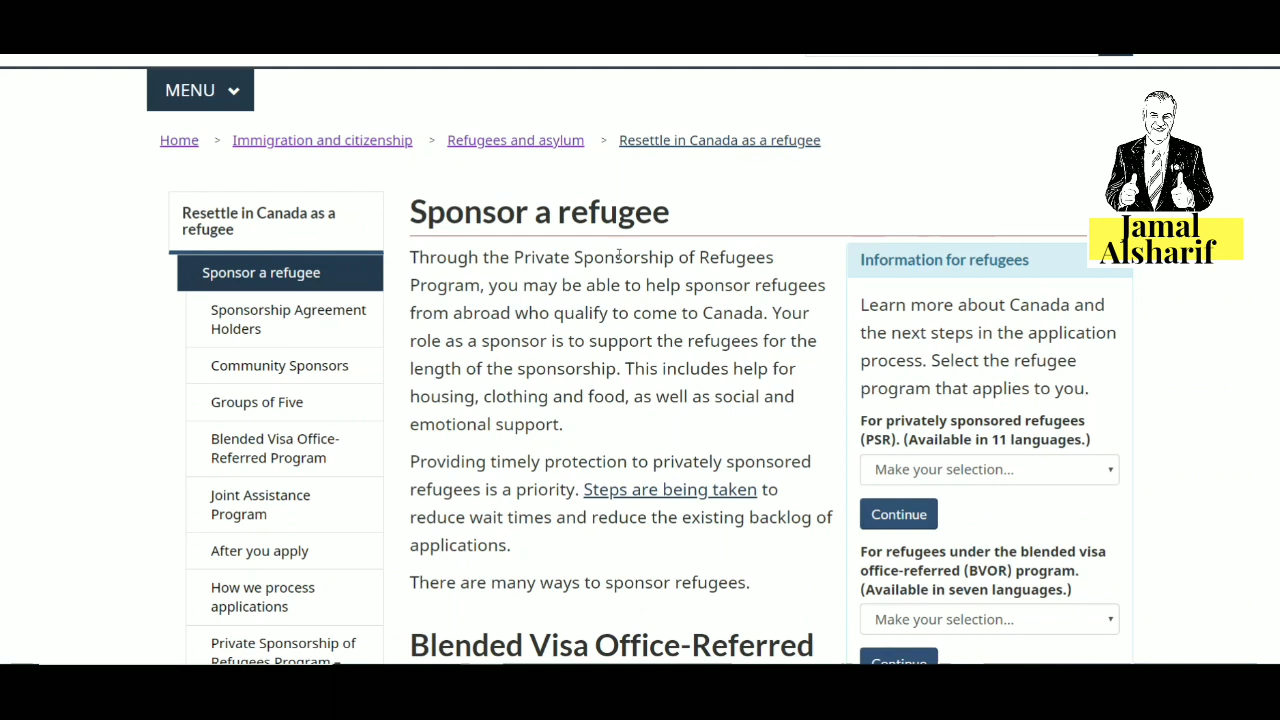 MENU
Home > Immigration and citizenship > Refugees and asylum > Resettle in Canada as a refugee
Resettle in Canada as a
refugee
Sponsor a refugee
Sponsorship Agreement
Holders
Community Sponsors
Groups of Five
Blended Visa Office-
Referred Program
Joint Assistance
Program
After you apply
How we process
applications
Private Sponsorship of
Refugees Program –
Sponsor a refugee
Through the Private Sponsorship of Refugees
Program, you may be able to help sponsor refugees
from abroad who qualify to come to Canada. Your
role as a sponsor is to support the refugees for the
length of the sponsorship. This includes help for
housing, clothing and food, as well as social and
emotional support.
Providing timely protection to privately sponsored
refugees is a priority. Steps are being taken to
reduce wait times and reduce the existing backlog of
applications.
There are many ways to sponsor refugees.
Blended Visa Office-Referred
Jamal
Alsharif
Information for refugees
Learn more about Canada and
the next steps in the application
process. Select the refugee
program that applies to you.
For privately sponsored refugees
(PSR). (Available in 11 languages.)
Make your selection...
Continue
For refugees under the blended visa
office-referred (BVOR) program.
(Available in seven languages.)
Make your selection...
Continue